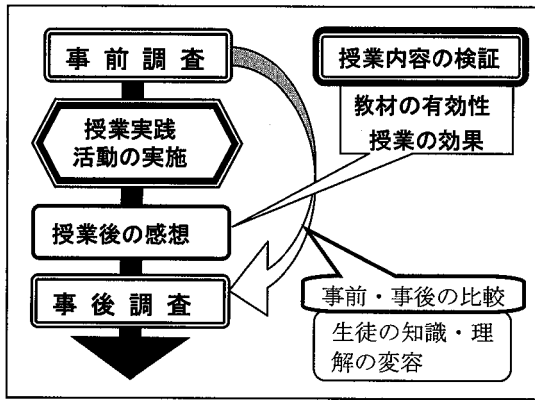 事前調査
授業実践
活動の実施
授業後の感想
事後調査
授業内容の検証
教材の有効性
授業の効果
事前・事後の比較
生徒の知識・理
解の変容